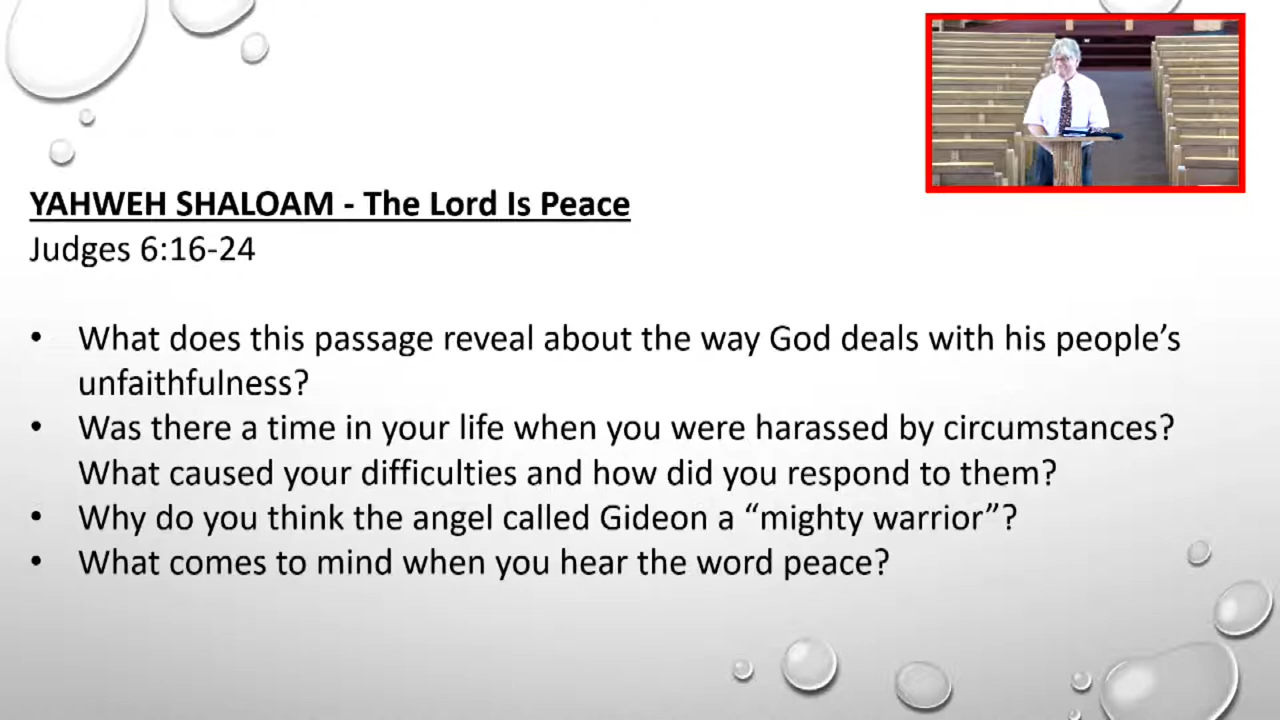 YAHWEH SHALOAM - The Lord Is Peace
Judges 6:16-24
• What does this passage reveal about the way God deals with his people’s
unfaithfulness?
• Was there a time in your life when you were harassed by circumstances?
What caused your difficulties and how did you respond to them?
• Why do you think the angel called Gideon a “mighty warrior”?
• What comes to mind when you hear the word peace?